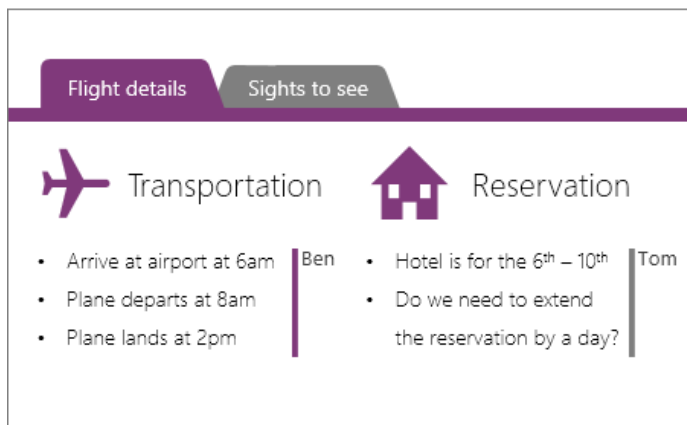 Flight details
Sights to see
Transportation
• Arrive at airport at 6am
• Plane departs at 8am
• Plane lands at 2pm
Ben
Reservation
• Hotel is for the 6th – 10th
• Do we need to extend
the reservation by a day?
Tom